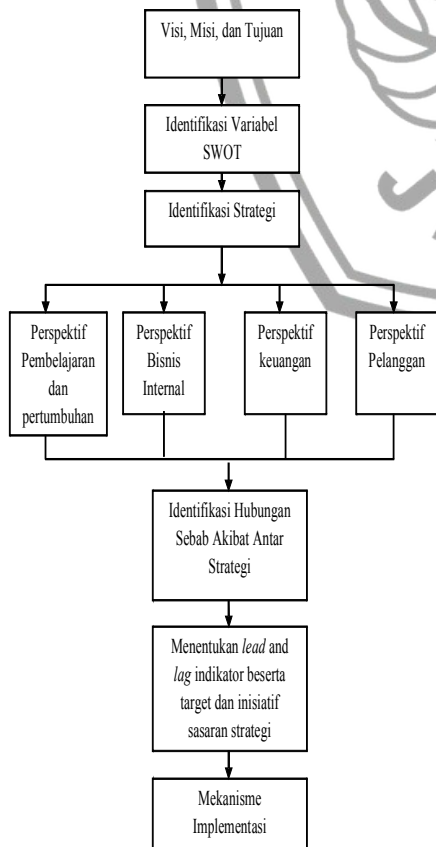 Visi, Misi, dan Tujuan
Identifikasi Variabel
SWOT
Identifikasi Strategi
Perspektif
Pembelajaran
dan
pertumbuhan
Perspektif
Bisnis
Internal
Perspektif
keuangan
Perspektif
Pelanggan
Identifikasi Hubungan
Sebab Akibat Antar
Strategi
Menentukan lead and
lag indikator beserta
target dan inisiatif
sasaran strategi
Mekanisme
Implementasi